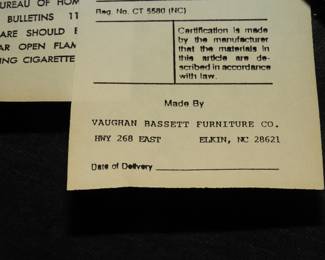 UREAU OF HOM
BULLETINS 11
ARE SHOULD B
AR OPEN FLAM
ING CIGARETTE
Reg. No. CT 5580 (NC)
Certification is made
by the manufacturer
that the materials in
this article are de-
scribed in accordance
with law.
Made By
VAUGHAN BASSETT FURNITURE CO.
HWY 268 EAST ELKIN, NC 28621
Date of Delivery